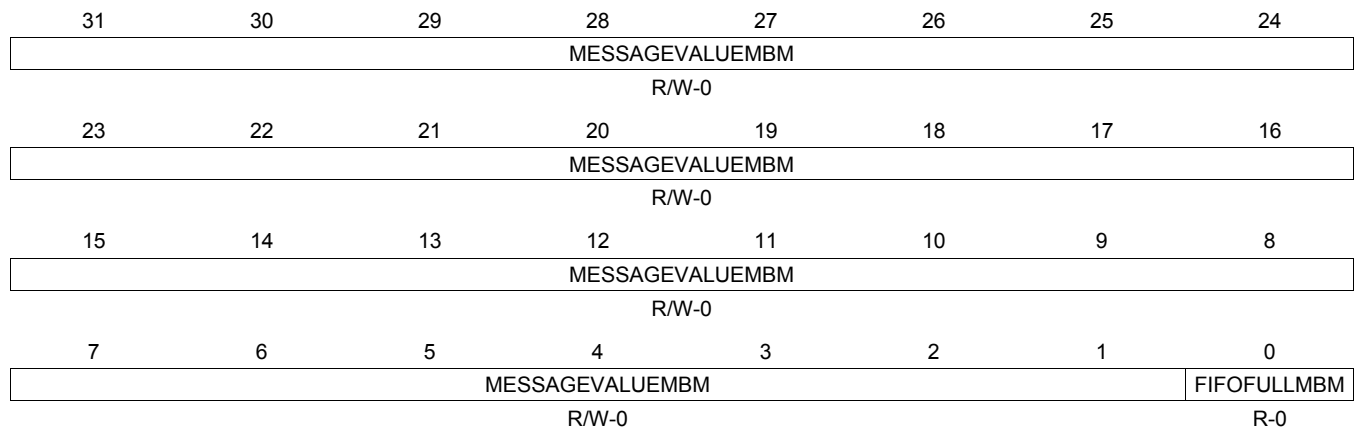 31 30 29 28 27 26 25 24
MESSAGEVALUEMBM
R/W-0
23 22 21 20 19 18 17 16
MESSAGEVALUEMBM
R/W-0
15 14 13 12 11 10 9 8
MESSAGEVALUEMBM
R/W-0
7 6 5 4 3 2 1 0
MESSAGEVALUEMBM FIFOFULLMBM
R/W-0 R-0